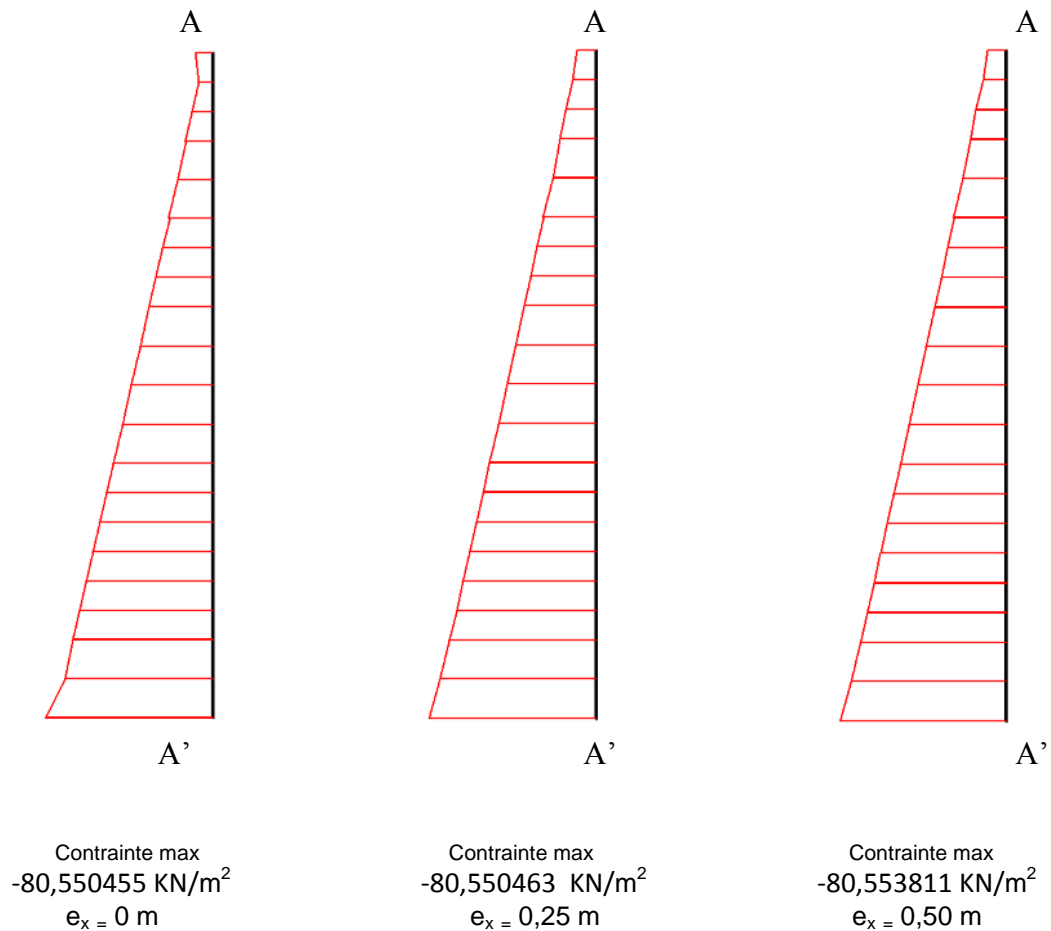 A
A
A
A’
A’
A’
Contrainte max
-80,550455 KN/m²
eₓ = 0 m
Contrainte max
-80,550463 KN/m²
eₓ = 0,25 m
Contrainte max
-80,553811 KN/m²
eₓ = 0,50 m